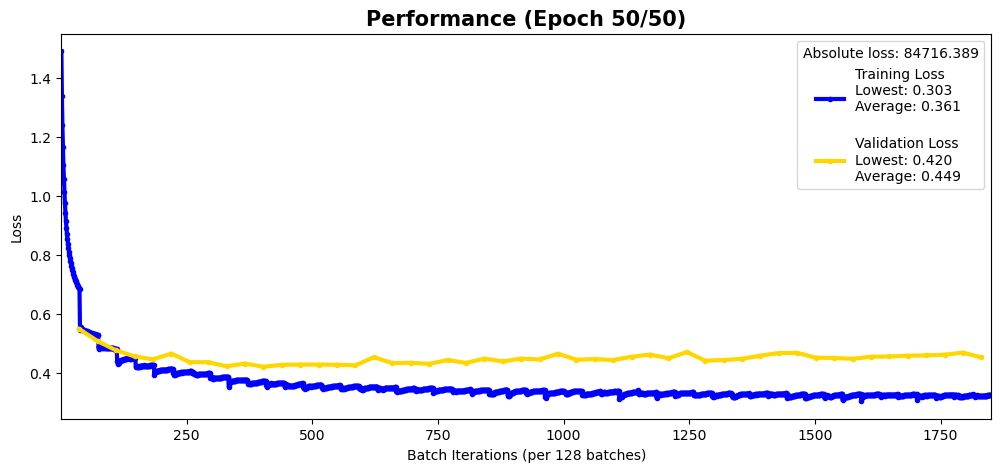 Performance (Epoch 50/50)
Absolute loss: 84716.389
Training Loss
Lowest: 0.303
Average: 0.361
Validation Loss
Lowest: 0.420
Average: 0.449
Loss
1.4
1.2
1.0
0.8
0.6
0.4
250
500
750
1000
1250
1500
1750
Batch Iterations (per 128 batches)